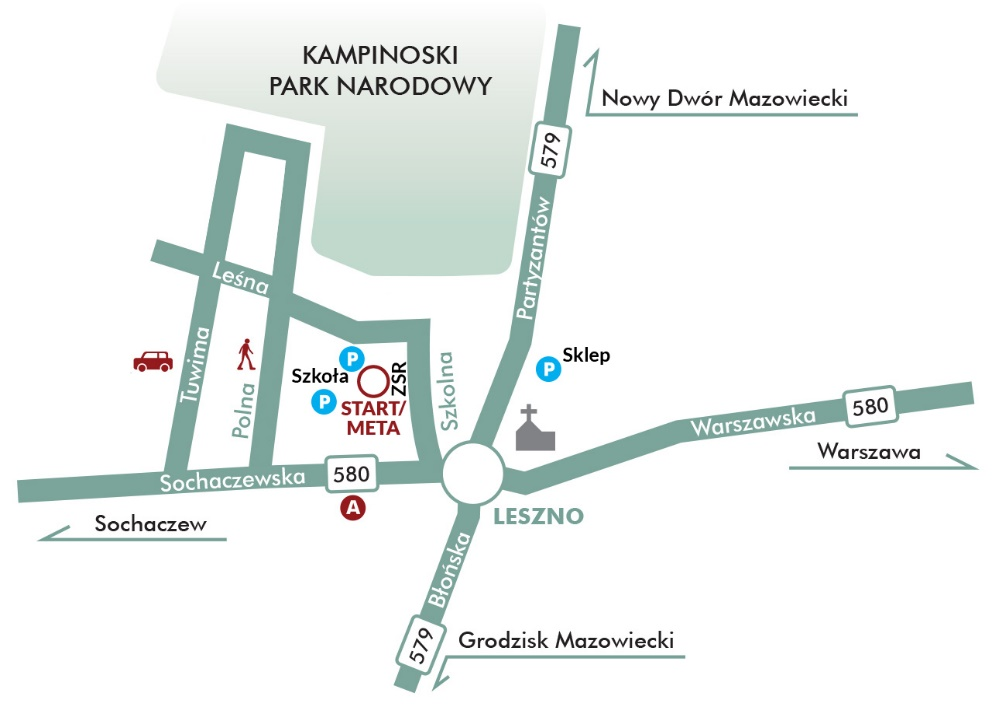 KAMPINOSKI
PARK NARODOWY
Nowy Dwór Mazowiecki
579
Partyzantów
Leśna
Tuwima
Polna
Szkolna
P
Szkoła
P
ZSR
START/
META
P
Sklep
580
Warszawska
Warszawa
Sochaczewska
580
A
Sochaczew
LESZNO
Błońska
579
Grodzisk Mazowiecki